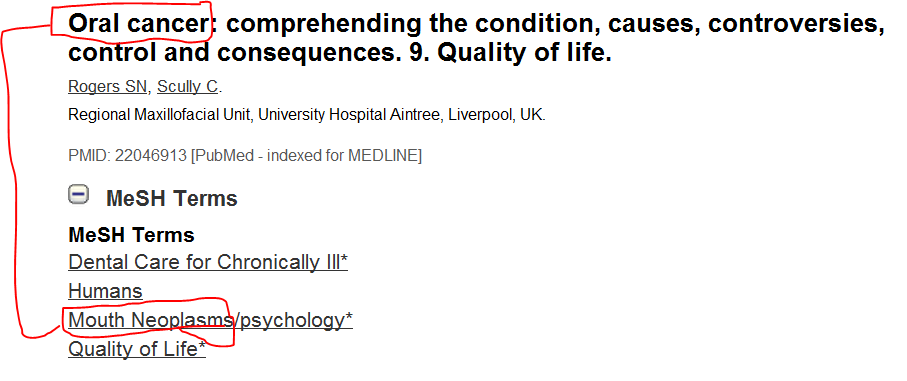 Oral cancer: comprehending the condition, causes, controversies,
control and consequences. 9. Quality of life.
Rogers SN, Scully C.
Regional Maxillofacial Unit, University Hospital Aintree, Liverpool, UK.
PMID: 22046913 [PubMed - indexed for MEDLINE]
MeSH Terms
MeSH Terms
Dental Care for Chronically Ill*
Humans
Mouth Neoplasms/psychology*
Quality of Life*